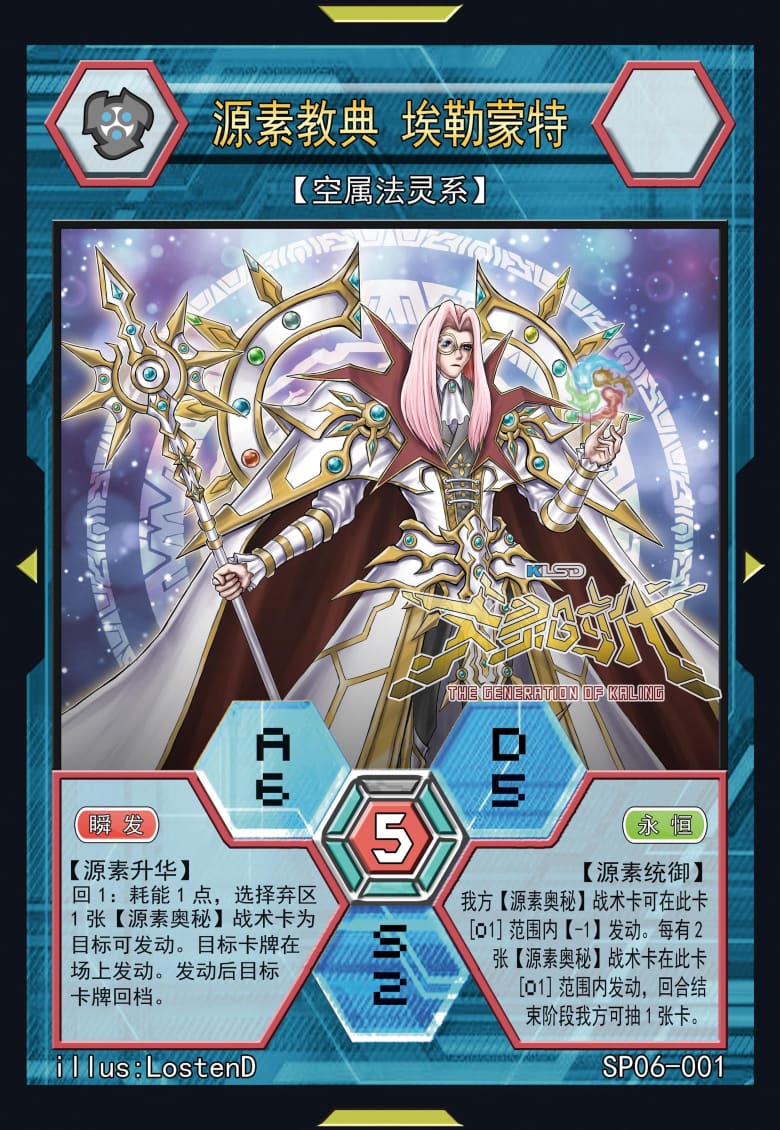 源素教典 埃勒蒙特
【空属法灵系】
KLSD
THE GENERATION OF KALING
A
6
D
5
5
S
2
瞬发
【源素升华】
回1：耗能1点，选择弃区
1张【源素奥秘】战术卡为
目标可发动。目标卡牌在
场上发动。发动后目标
卡牌回档。
永恒
【源素统御】
我方【源素奥秘】战术卡可在此卡
[O1]范围内【-1】发动。每有2
张【源素奥秘】战术卡在此卡
[O1]范围内发动，回合结
束阶段我方可抽1张卡。
illus:LostenD
SP06-001